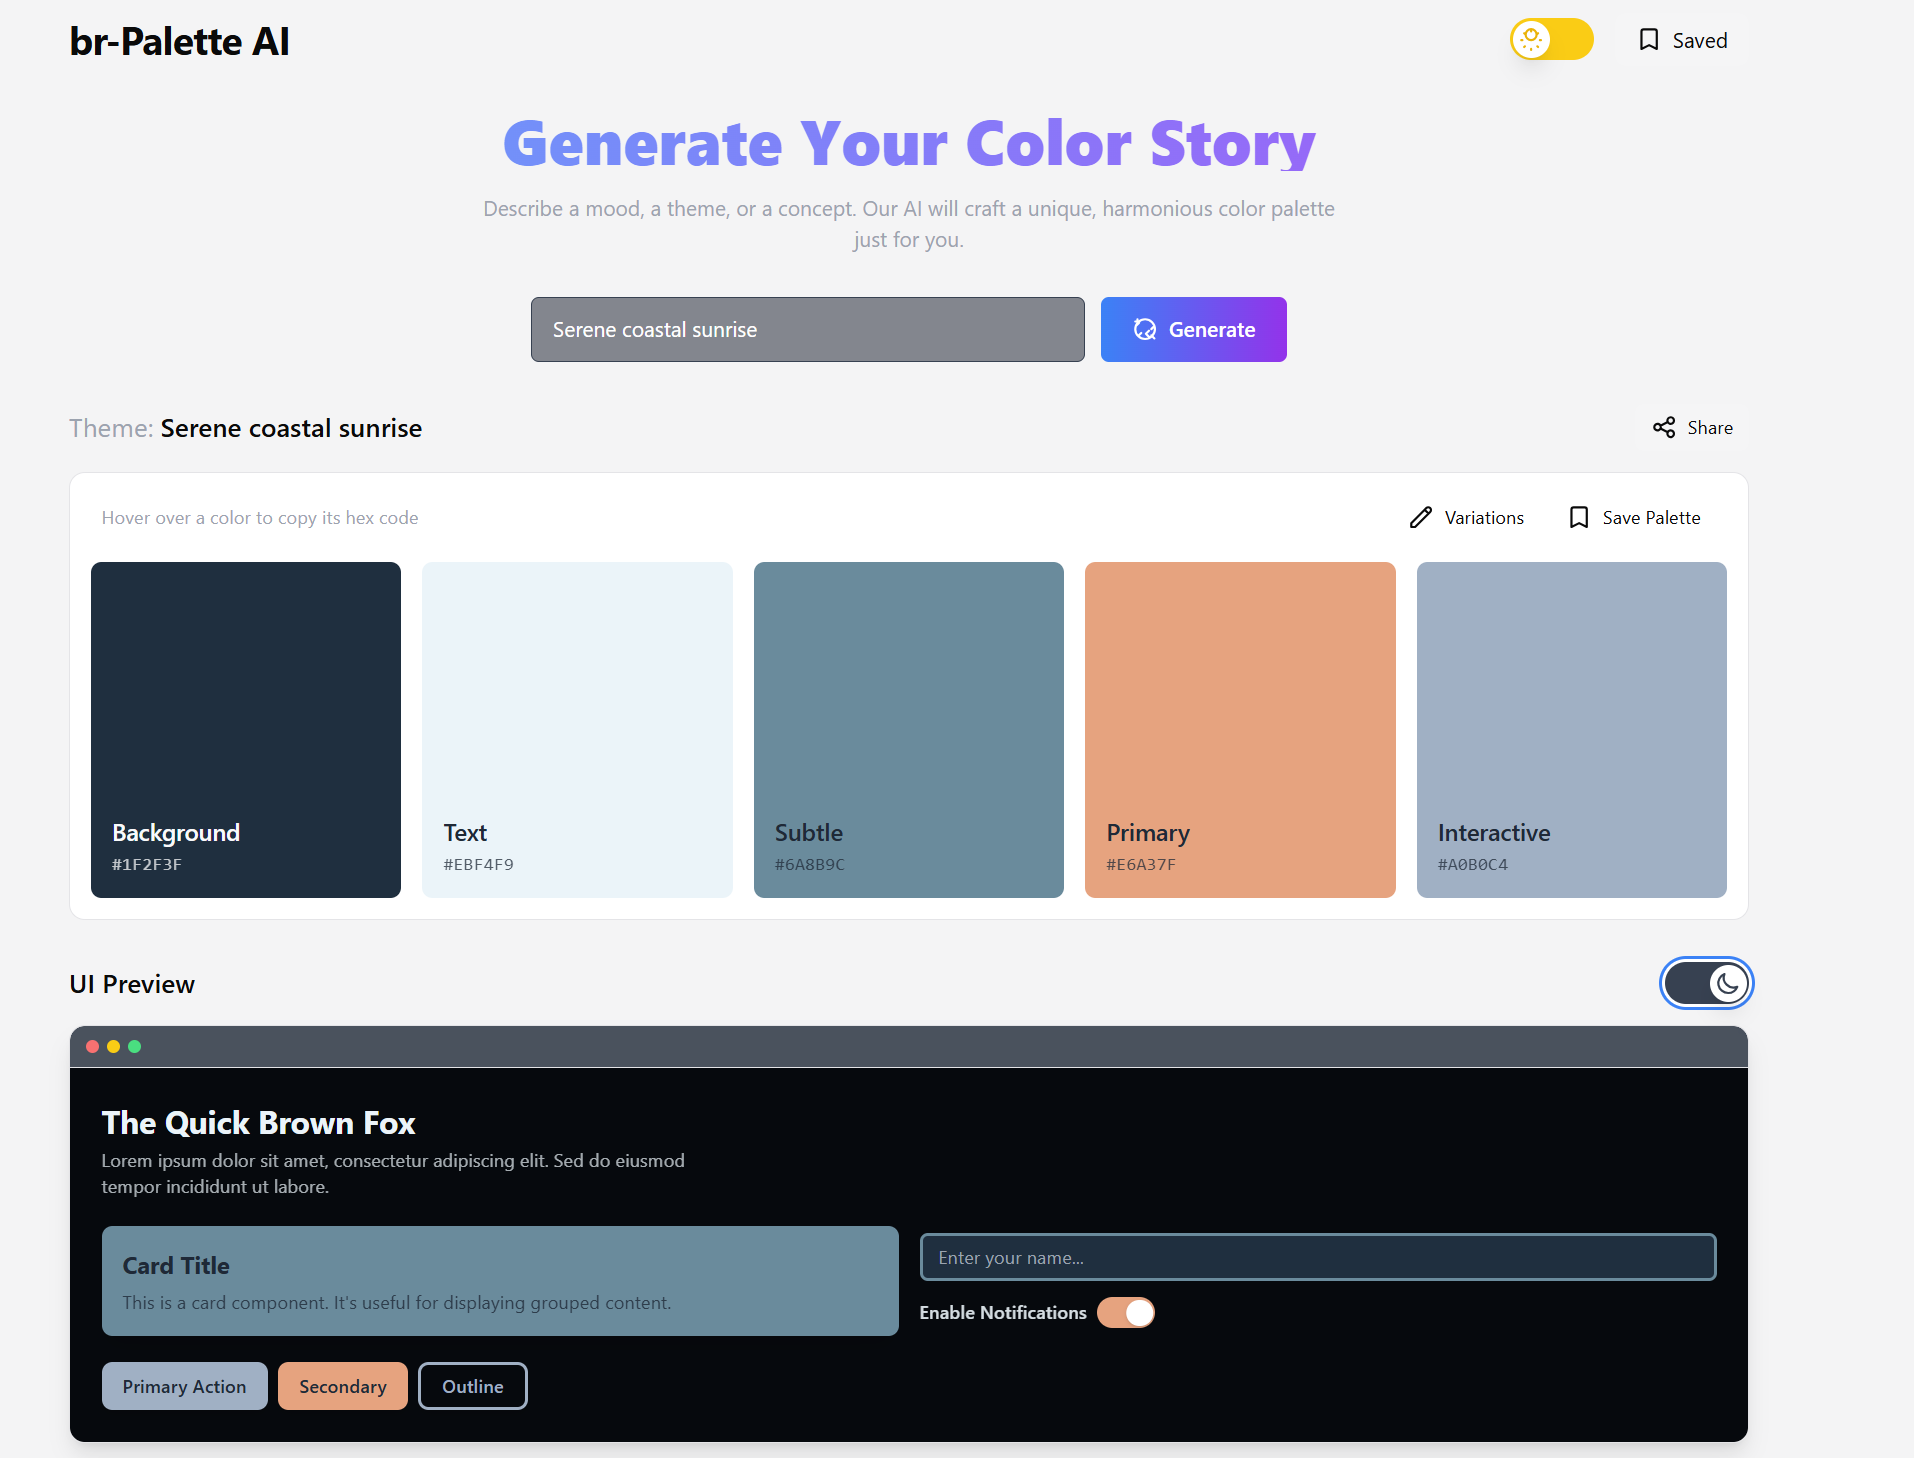 br-Palette AI
Saved
Generate Your Color Story
Describe a mood, a theme, or a concept. Our AI will craft a unique, harmonious color palette
just for you.
Serene coastal sunrise
Generate
Theme: Serene coastal sunrise
Share
Hover over a color to copy its hex code
Variations
Save Palette
Background
#1F2F3F
Text
#EBF4F9
Subtle
#6A8B9C
Primary
#E6A37F
Interactive
#A0B0C4
UI Preview
The Quick Brown Fox
Lorem ipsum dolor sit amet, consectetur adipiscing elit. Sed do eiusmod
tempor incididunt ut labore.
Card Title
This is a card component. It's useful for displaying grouped content.
Enter your name...
Enable Notifications
Primary Action
Secondary
Outline